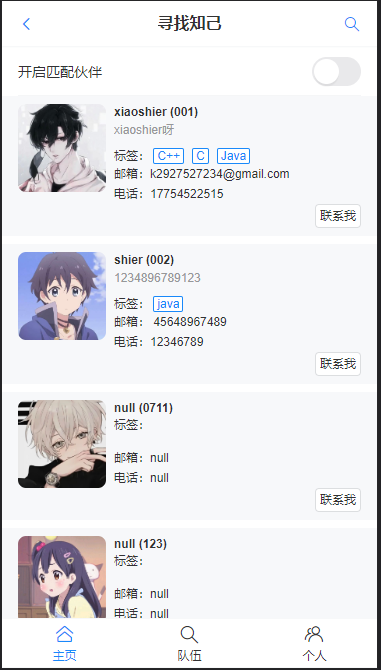 寻找知己
开启匹配伙伴
xiaoshier (001)
xiaoshier呀
标签： C++ C Java
邮箱：k2927527234@gmail.com
电话：17754522515
联系我
shier (002)
1234896789123
标签： java
邮箱： 45648967489
电话：12346789
联系我
null (0711)
标签：
邮箱：null
电话：null
联系我
null (123)
标签：
邮箱：null
电话：null
主页 队伍 个人